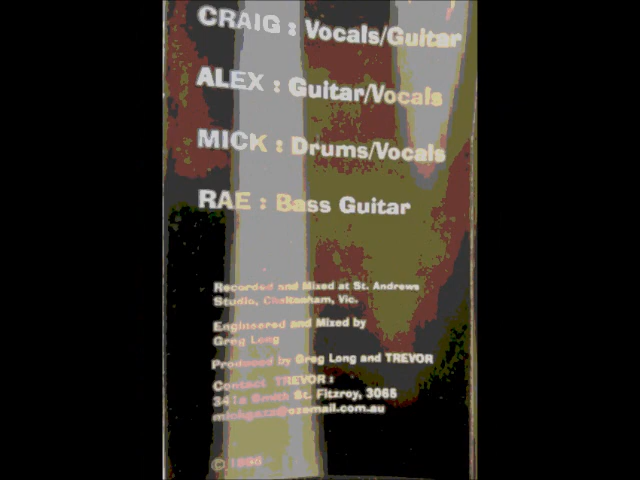 CRAIG : Vocals/Guitar
ALEX : Guitar/Vocals
MICK : Drums/Vocals
RAE : Bass Guitar
Recorded and Mixed at St. Andrews
Studio, Cheltenham, Vic.
Engineered and Mixed by
Greg Long
Produced by Greg Long and TREVOR
Contact TREVOR :
St. Fitzroy, 3065
©